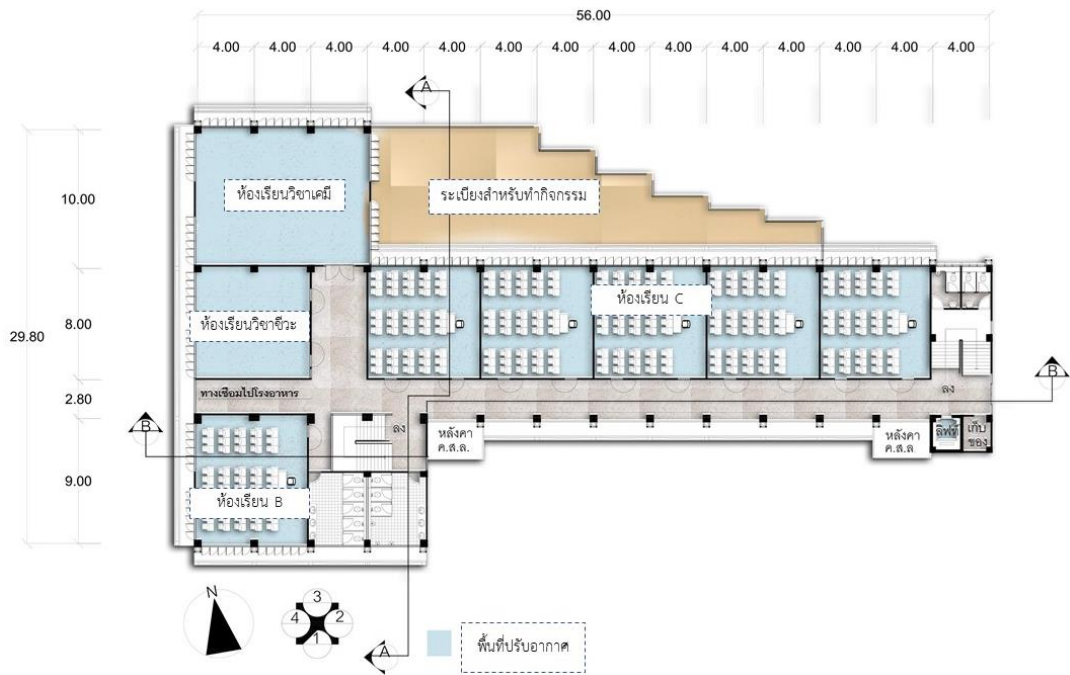 56.00
4.00 4.00 4.00 4.00 4.00 4.00 4.00 4.00 4.00 4.00 4.00 4.00 4.00 4.00
A
10.00
ห้องเรียนวิชาเคมี
ระเบียงสำหรับทำกิจกรรม
29.80
8.00
ห้องเรียนวิชาชีวะ
ห้องเรียน C
2.80
ทางเชื่อมไปโรงอาหาร
ลง
B
B
ลง
หลังคา
ค.ส.ล.
หลังคา
ค.ส.ล
ลิฟท์
เก็บ
ของ
9.00
ห้องเรียน B
N
3
4 2
1
A
พื้นที่ปรับอากาศ